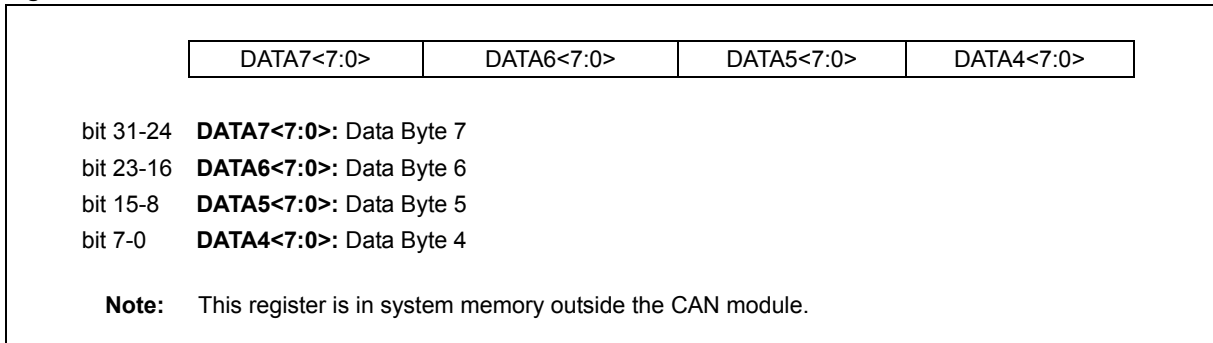 DATA7<7:0> DATA6<7:0> DATA5<7:0> DATA4<7:0>
bit 31-24 DATA7<7:0>: Data Byte 7
bit 23-16 DATA6<7:0>: Data Byte 6
bit 15-8 DATA5<7:0>: Data Byte 5
bit 7-0 DATA4<7:0>: Data Byte 4
Note: This register is in system memory outside the CAN module.